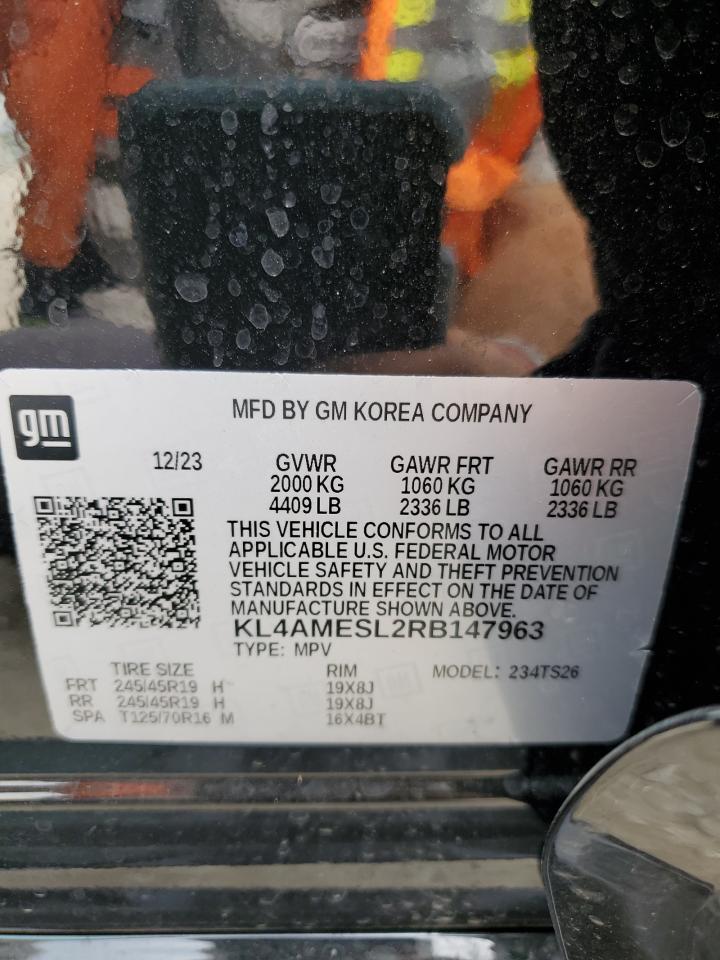 gm
MFD BY GM KOREA COMPANY
12/23 GVWR GAWR FRT GAWR RR
2000 KG 1060 KG 1060 KG
4409 LB 2336 LB 2336 LB
THIS VEHICLE CONFORMS TO ALL
APPLICABLE U.S. FEDERAL MOTOR
VEHICLE SAFETY AND THEFT PREVENTION
STANDARDS IN EFFECT ON THE DATE OF
MANUFACTURE SHOWN ABOVE.
KL4AMESL2RB147963
TYPE: MPV
TIRE SIZE RIM MODEL: 234TS26
FRT 245/45R19 H 19X8J
RR 245/45R19 H 19X8J
SPA T125/70R16 M 16X4BT